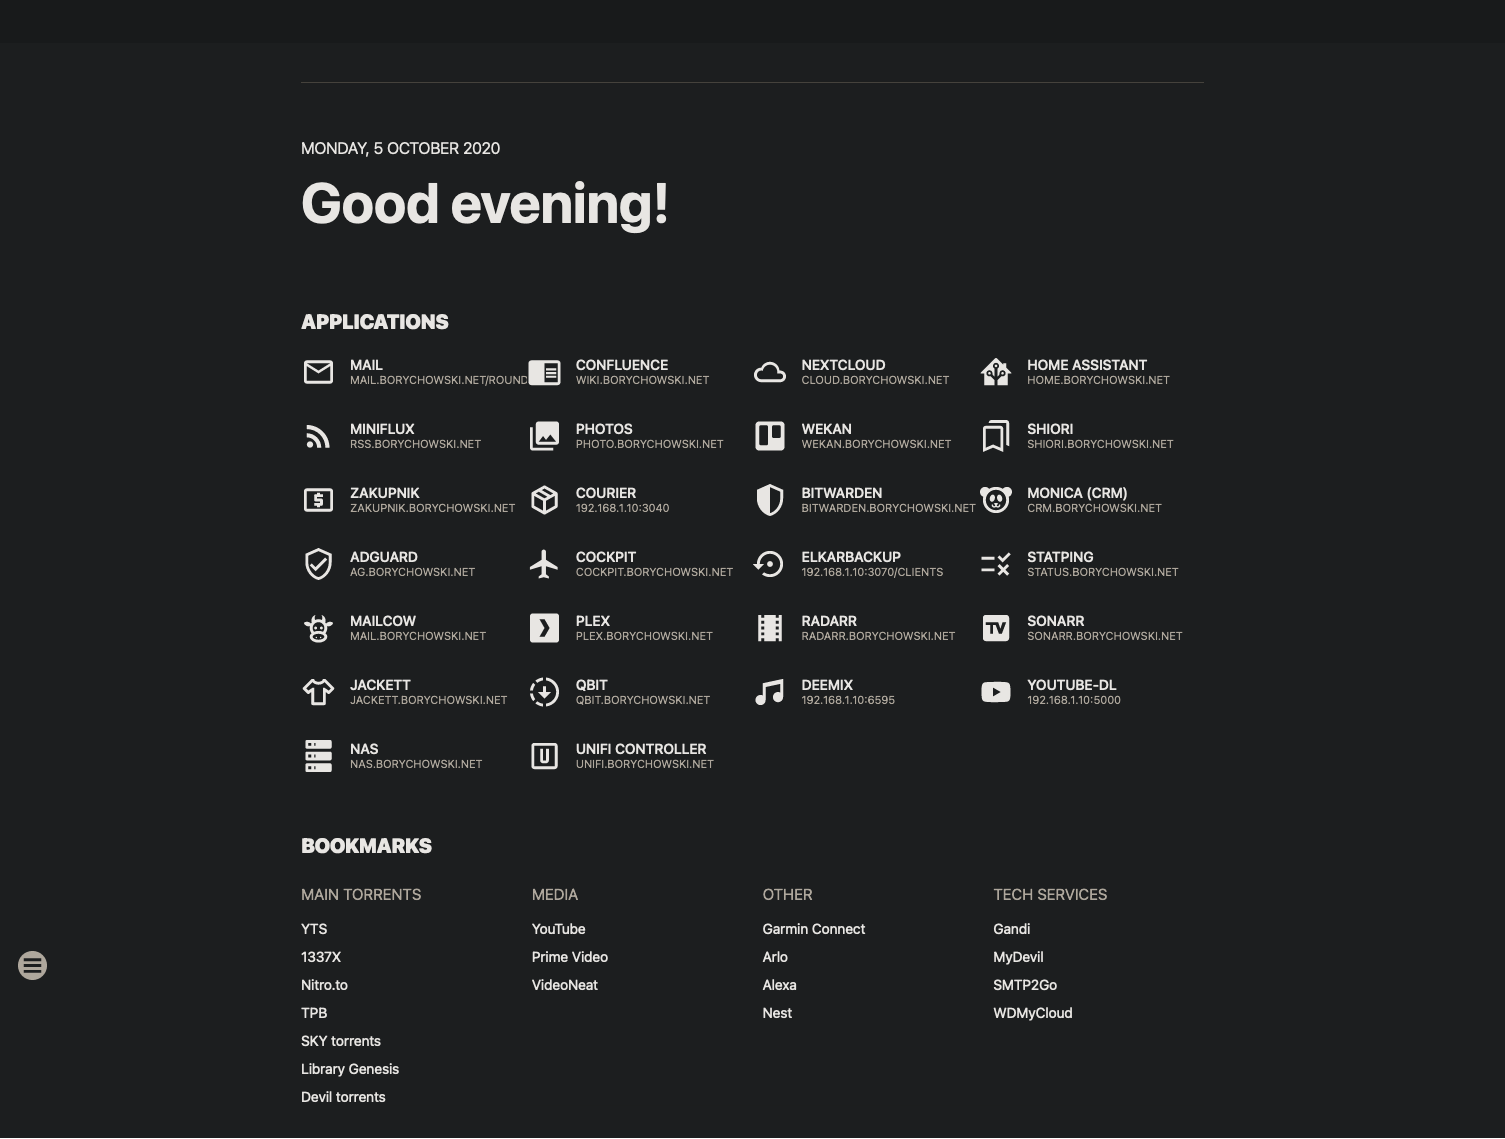 MONDAY, 5 OCTOBER 2020
Good evening!
APPLICATIONS
MAIL
MAIL.BORYCHOWSKI.NET/ROUND
CONFLUENCE
WIKI.BORYCHOWSKI.NET
NEXTCLOUD
CLOUD.BORYCHOWSKI.NET
HOME ASSISTANT
HOME.BORYCHOWSKI.NET
MINIFLUX
RSS.BORYCHOWSKI.NET
PHOTOS
PHOTO.BORYCHOWSKI.NET
WEKAN
WEKAN.BORYCHOWSKI.NET
SHIORI
SHIORI.BORYCHOWSKI.NET
ZAKUPNIK
ZAKUPNIK.BORYCHOWSKI.NET
COURIER
192.168.1.10:3040
BITWARDEN
BITWARDEN.BORYCHOWSKI.NET
MONICA (CRM)
CRM.BORYCHOWSKI.NET
ADGUARD
AG.BORYCHOWSKI.NET
COCKPIT
COCKPIT.BORYCHOWSKI.NET
ELKARBACKUP
192.168.1.10:3070/CLIENTS
STATPING
STATUS.BORYCHOWSKI.NET
MAILCOW
MAIL.BORYCHOWSKI.NET
PLEX
PLEX.BORYCHOWSKI.NET
RADARR
RADARR.BORYCHOWSKI.NET
TV
SONARR
SONARR.BORYCHOWSKI.NET
JACKETT
JACKETT.BORYCHOWSKI.NET
QBIT
QBIT.BORYCHOWSKI.NET
DEEMIX
192.168.1.10:6595
YOUTUBE-DL
192.168.1.10:5000
NAS
NAS.BORYCHOWSKI.NET
U
UNIFI CONTROLLER
UNIFI.BORYCHOWSKI.NET
BOOKMARKS
MAIN TORRENTS
YTS
1337X
Nitro.to
TPB
SKY torrents
Library Genesis
Devil torrents
MEDIA
YouTube
Prime Video
VideoNeat
OTHER
Garmin Connect
Arlo
Alexa
Nest
TECH SERVICES
Gandi
MyDevil
SMTP2Go
WDMyCloud